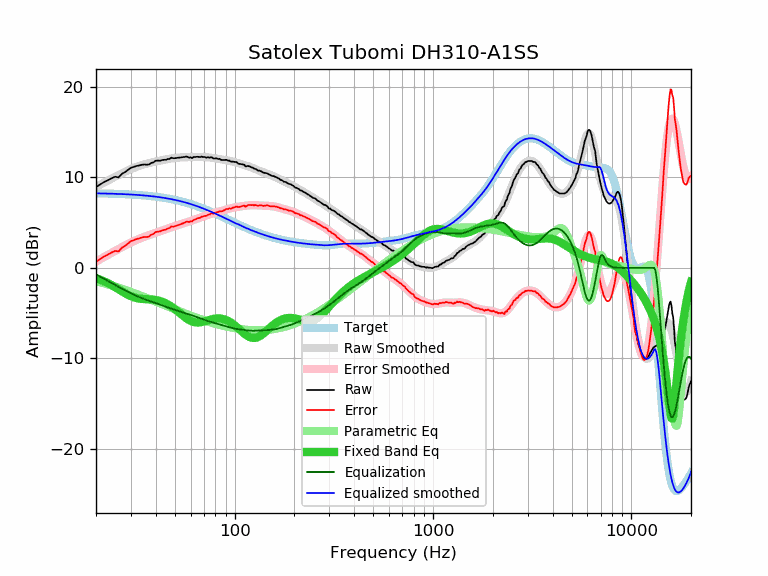 Satolex Tubomi DH310-A1SS
20
10
0
−10
−20
Amplitude (dBr)
Target
Raw Smoothed
Error Smoothed
Raw
Error
Parametric Eq
Fixed Band Eq
Equalization
Equalized smoothed
100
1000
10000
Frequency (Hz)